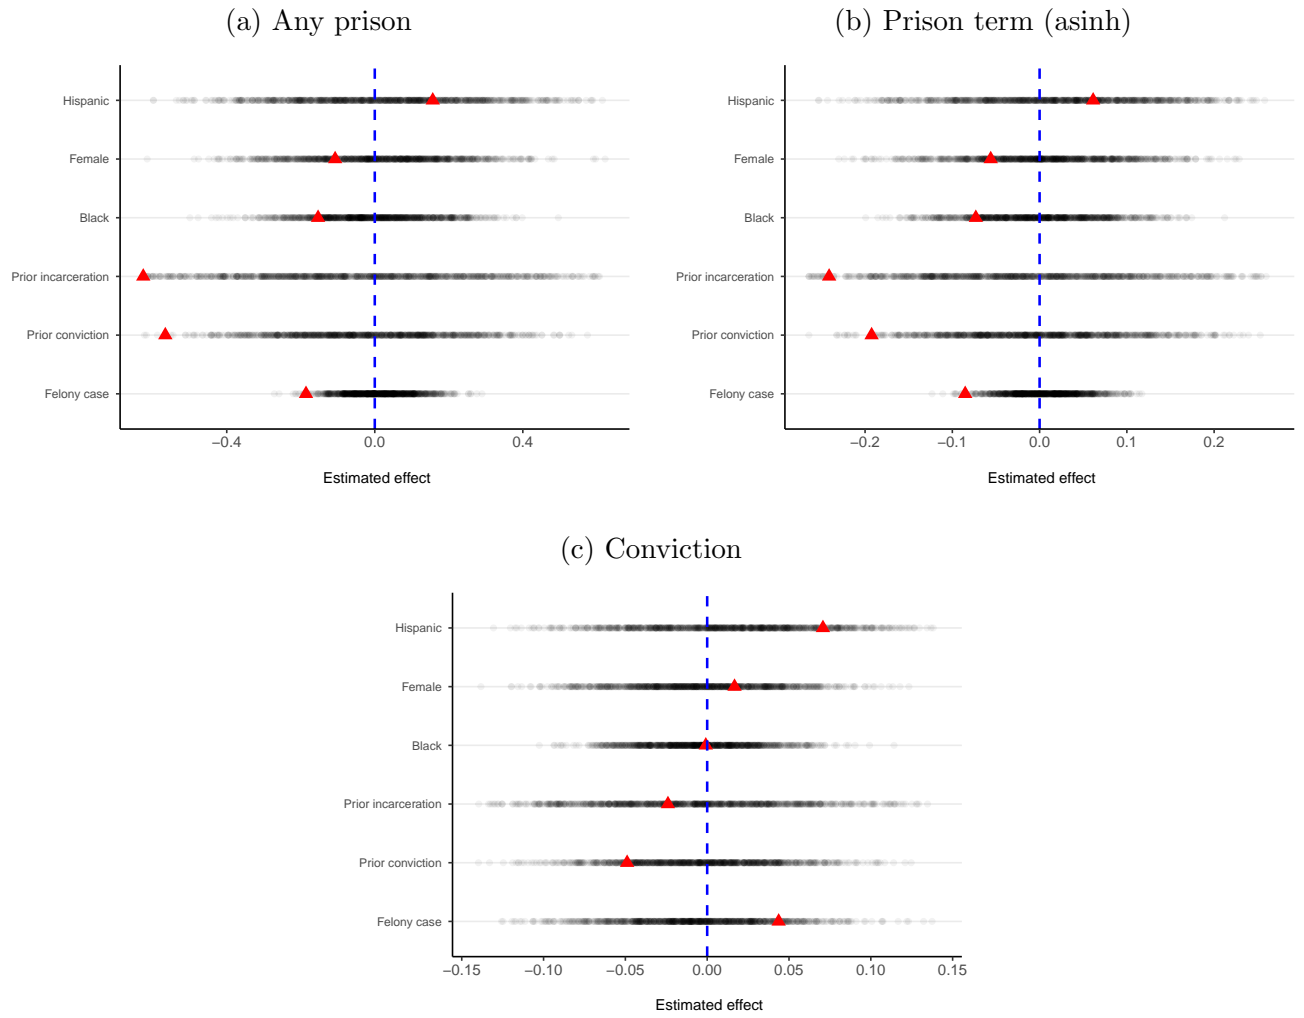 (a) Any prison
Hispanic
Female
Black
Prior incarceration
Prior conviction
Felony case
−0.4 0.0 0.4
Estimated effect
(b) Prison term (asinh)
Hispanic
Female
Black
Prior incarceration
Prior conviction
Felony case
−0.2 −0.1 0.0 0.1 0.2
Estimated effect
(c) Conviction
Hispanic
Female
Black
Prior incarceration
Prior conviction
Felony case
−0.15 −0.10 −0.05 0.00 0.05 0.10 0.15
Estimated effect